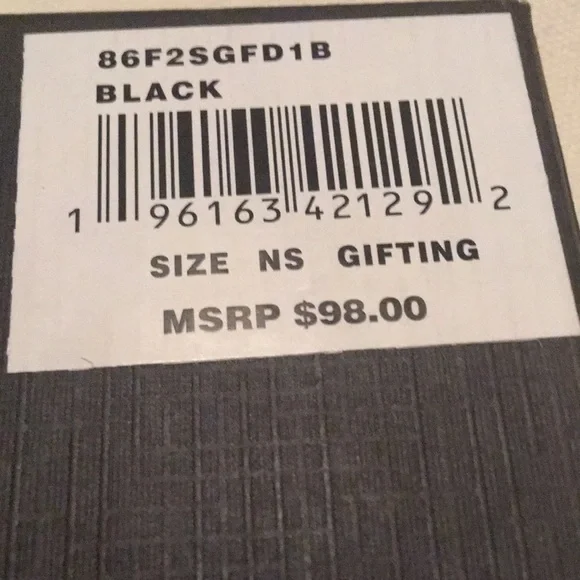 86F2SGFD1B
BLACK
1 96163 42129 2
SIZE NS GIFTING
MSRP $98.00